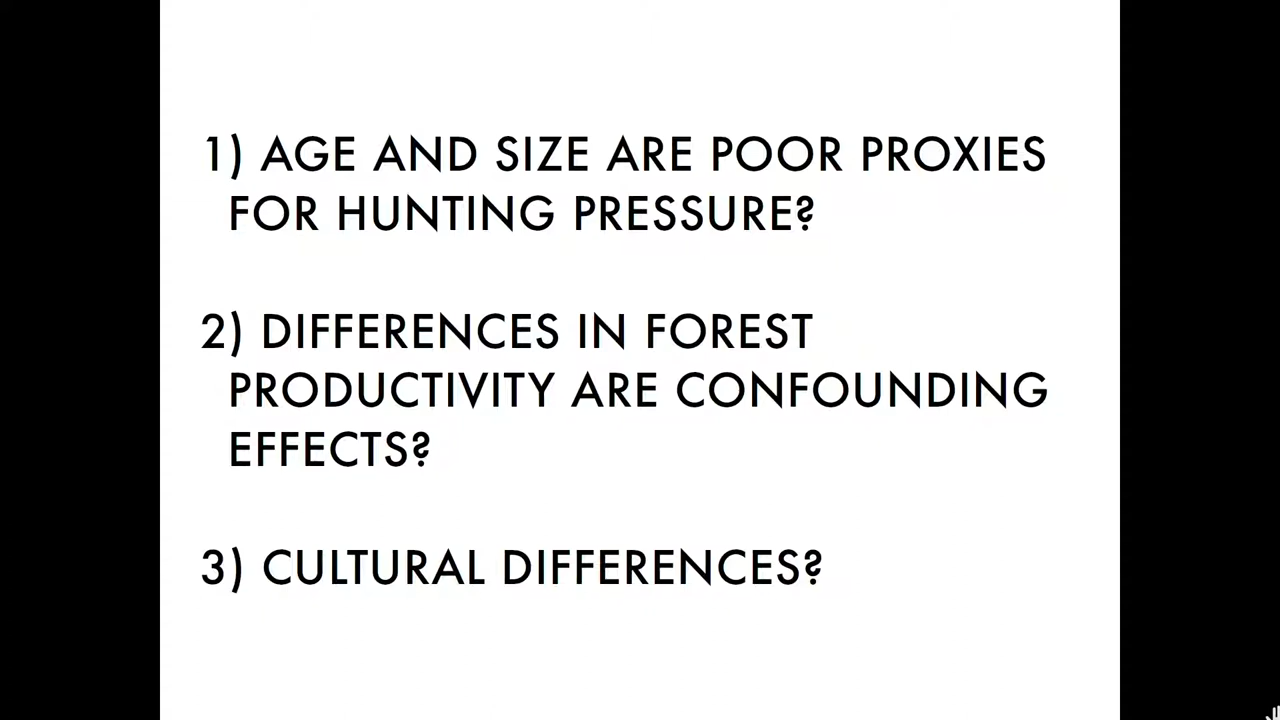 1) AGE AND SIZE ARE POOR PROXIES
FOR HUNTING PRESSURE?
2) DIFFERENCES IN FOREST
PRODUCTIVITY ARE CONFOUNDING
EFFECTS?
3) CULTURAL DIFFERENCES?